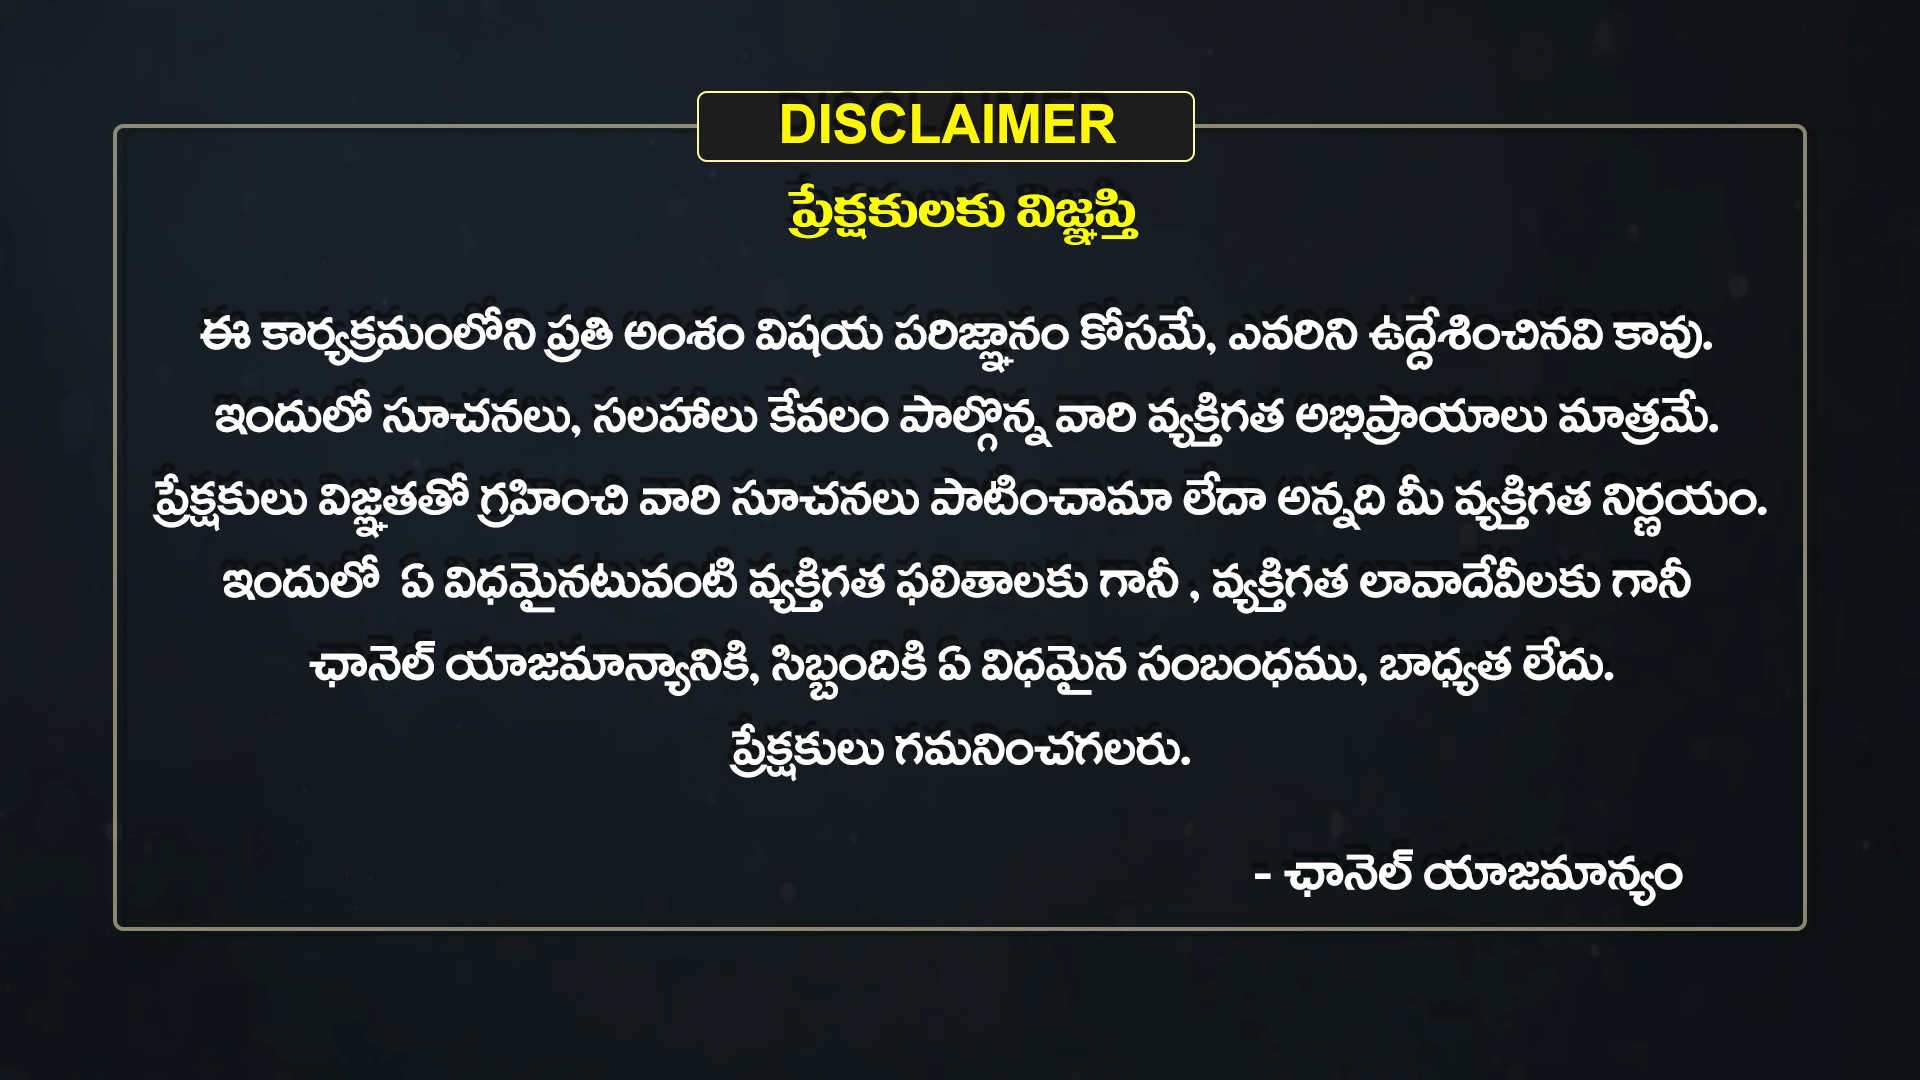 DISCLAIMER
ప్రేక్షకులకు విజ్ఞప్తి
ఈ కార్యక్రమంలోని ప్రతి అంశం విషయ పరిజ్ఞానం కోసమే, ఎవరిని ఉద్దేశించినవి కావు.
ఇందులో సూచనలు, సలహాలు కేవలం పాల్గొన్న వారి వ్యక్తిగత అభిప్రాయాలు మాత్రమే.
ప్రేక్షకులు విజ్ఞతతో గ్రహించి వారి సూచనలు పాటించామా లేదా అన్నది మీ వ్యక్తిగత నిర్ణయం.
ఇందులో ఏ విధమైనటువంటి వ్యక్తిగత ఫలితాలకు గానీ , వ్యక్తిగత లావాదేవీలకు గానీ
ఛానెల్ యాజమాన్యానికి, సిబ్బందికి ఏ విధమైన సంబంధము, బాధ్యత లేదు.
ప్రేక్షకులు గమనించగలరు.
- ఛానెల్ యాజమాన్యం